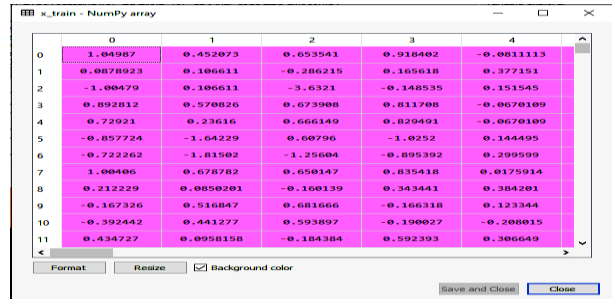 x_train - NumPy array
0 1 2 3 4
0 1.04987 0.452073 0.653541 0.918402 -0.0811113
1 0.0878923 0.106611 -0.286215 0.165618 0.377151
2 -1.00479 0.106611 -3.6321 -0.148535 0.151545
3 0.892812 0.570826 0.673908 0.811708 -0.0670109
4 0.72921 0.23616 0.666149 0.829491 -0.0670109
5 -0.857724 -1.64229 0.60796 -1.0252 0.144495
6 -0.722262 -1.81502 -1.25604 -0.895392 0.299599
7 1.00406 0.678782 0.650147 0.835418 0.0175914
8 0.212229 0.0850201 -0.160139 0.343441 0.384201
9 -0.167326 0.516847 0.681666 -0.166318 0.123344
10 -0.392442 0.441277 0.593897 -0.190027 -0.208015
11 0.434727 0.0958158 -0.184384 0.592393 0.306649
Format Resize Background color
Save and Close Close